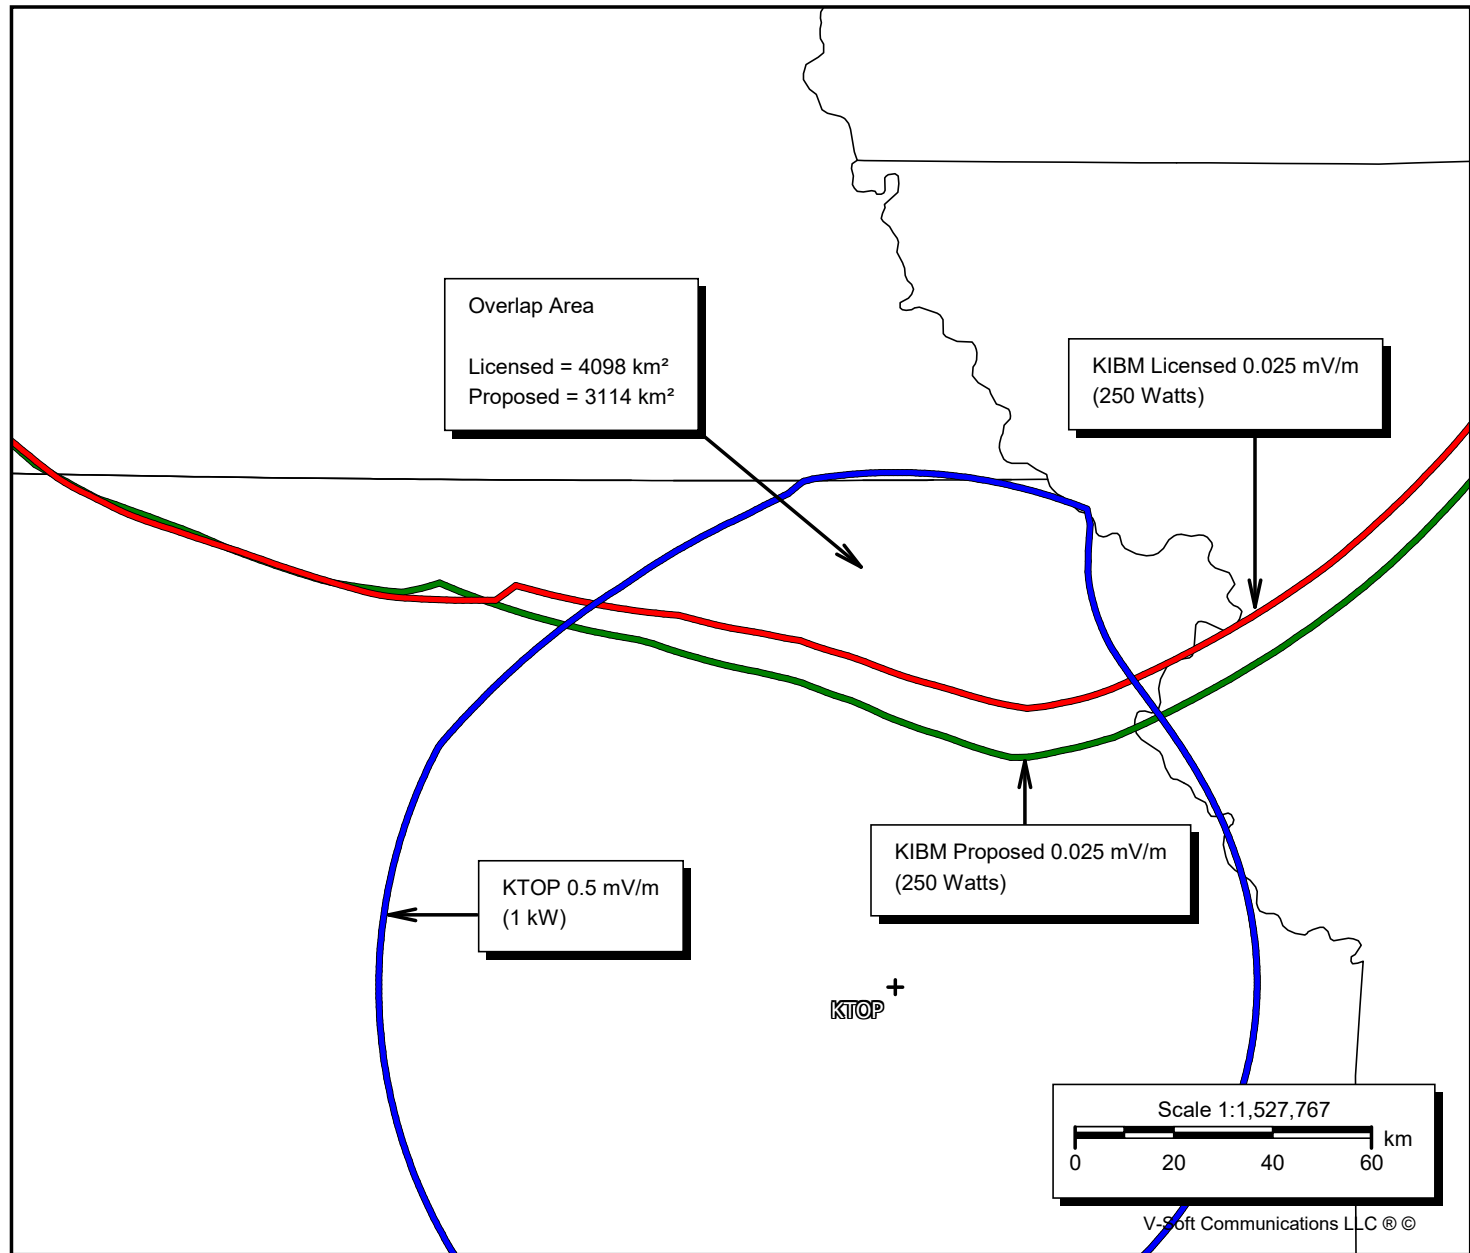 Overlap Area
Licensed = 4098 km²
Proposed = 3114 km²
KIBM Licensed 0.025 mV/m
(250 Watts)
KIBM Proposed 0.025 mV/m
(250 Watts)
KTOP 0.5 mV/m
(1 kW)
KTOP
Scale 1:1,527,767
km
0 20 40 60
V-Soft Communications LLC ® ©